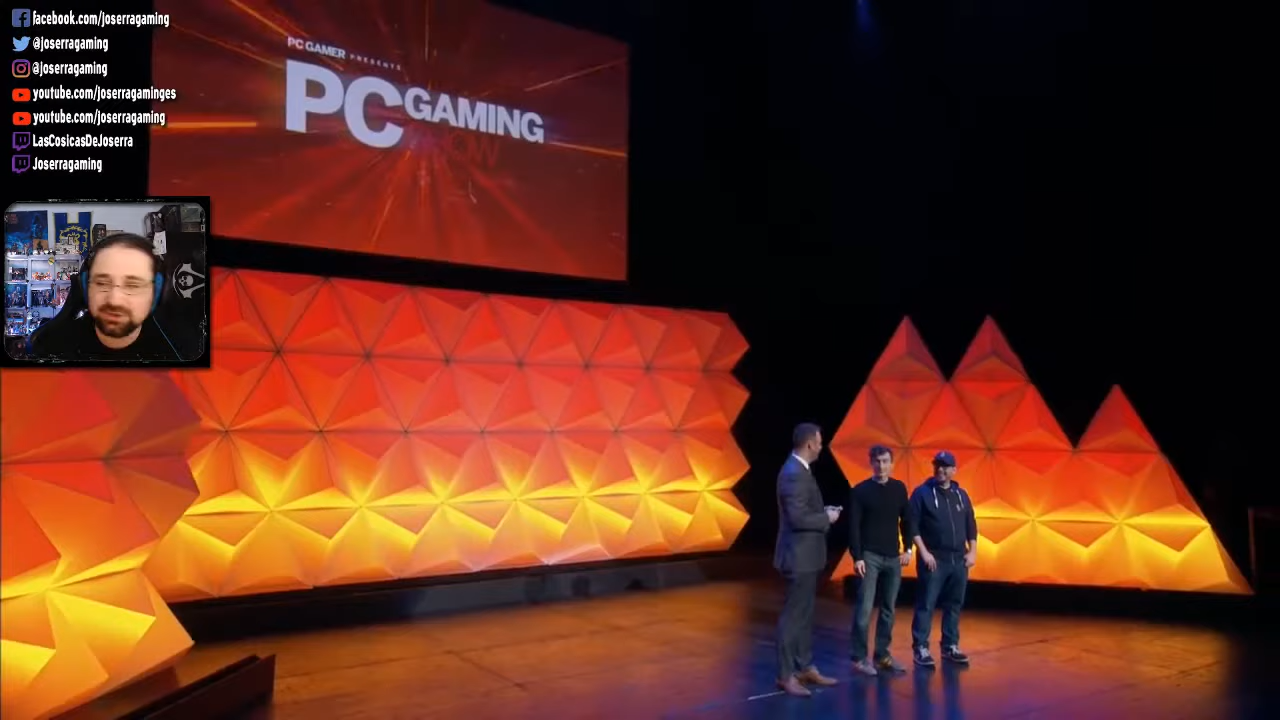 facebook.com/joserragaming
@joserragaming
@joserragaming
youtube.com/joserragaminges
youtube.com/joserragaming
LasCosicasDeJoserra
Joserragaming
PC GAMER PRESENTS
PC GAMING